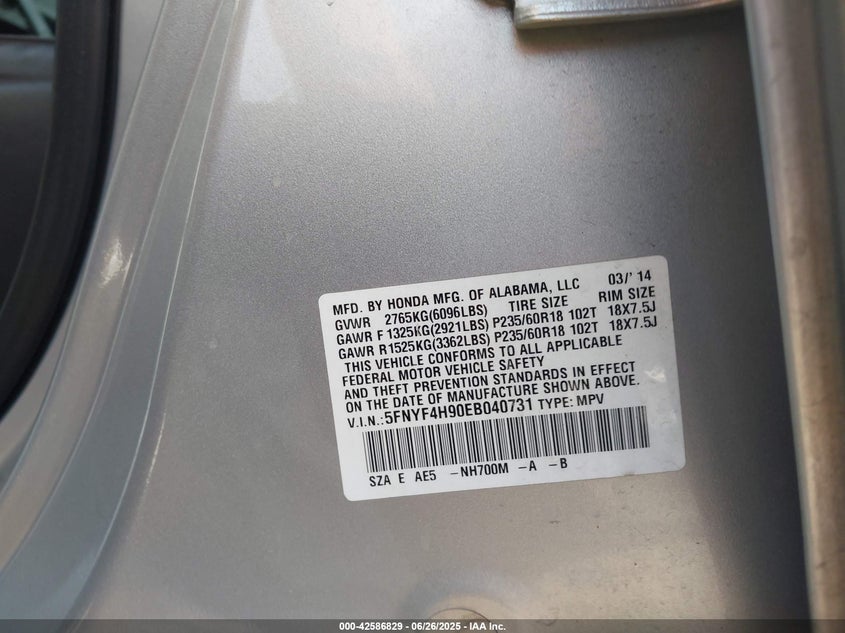 MFD. BY HONDA MFG. OF ALABAMA, LLC 03/' 14
GVWR 2765KG(6096LBS) TIRE SIZE RIM SIZE
GAWR F 1325KG(2921LBS) P235/60R18 102T 18X7.5J
GAWR R1525KG(3362LBS) P235/60R18 102T 18X7.5J
THIS VEHICLE CONFORMS TO ALL APPLICABLE
FEDERAL MOTOR VEHICLE SAFETY
AND THEFT PREVENTION STANDARDS IN EFFECT
ON THE DATE OF MANUFACTURE SHOWN ABOVE.
V.I.N.:5FNYF4H90EB040731 TYPE: MPV
SZA E AE5 -NH700M -A -B
000-42586829 - 06/26/2025 - IAA Inc.